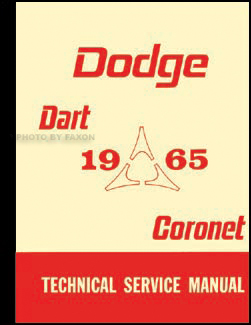 Dodge
Dart
PHOTO BY FAXON
19 65
Coronet
TECHNICAL SERVICE MANUAL